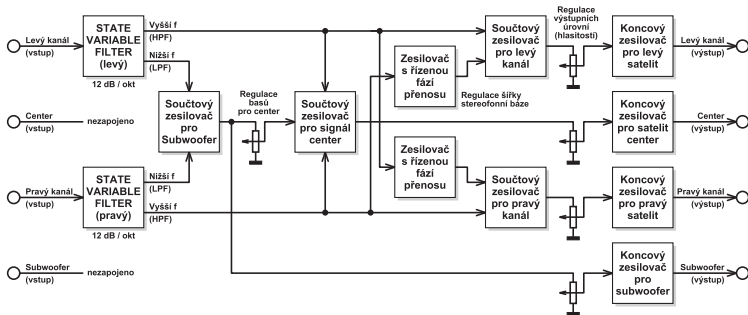 Levý kanál
(vstup)
STATE
VARIABLE
FILTER
(levý)
12 dB / okt
Vyšší f
(HPF)
Nižší f
(LPF)
Center
(vstup)
nezapojeno
Součtový
zesilovač
pro
Subwoofer
Regulace
basů
pro center
Součtový
zesilovač
pro signál
center
Zesilovač
s řízenou
fází
přenosu
Regulace šířky
stereofonní báze
Součtový
zesilovač
pro levý
kanál
Regulace
výstupních
úrovní
(hlasitostí)
Koncový
zesilovač
pro levý
satelit
Levý kanál
(výstup)
Koncový
zesilovač
pro satelit
center
Center
(výstup)
Pravý kanál
(vstup)
STATE
VARIABLE
FILTER
(pravý)
12 dB / okt
Nižší f
(LPF)
Vyšší f
(HPF)
Zesilovač
s řízenou
fází
přenosu
Součtový
zesilovač
pro pravý
kanál
Koncový
zesilovač
pro pravý
satelit
Pravý kanál
(výstup)
Subwoofer
(vstup)
nezapojeno
Koncový
zesilovač
pro
subwoofer
Subwoofer
(výstup)